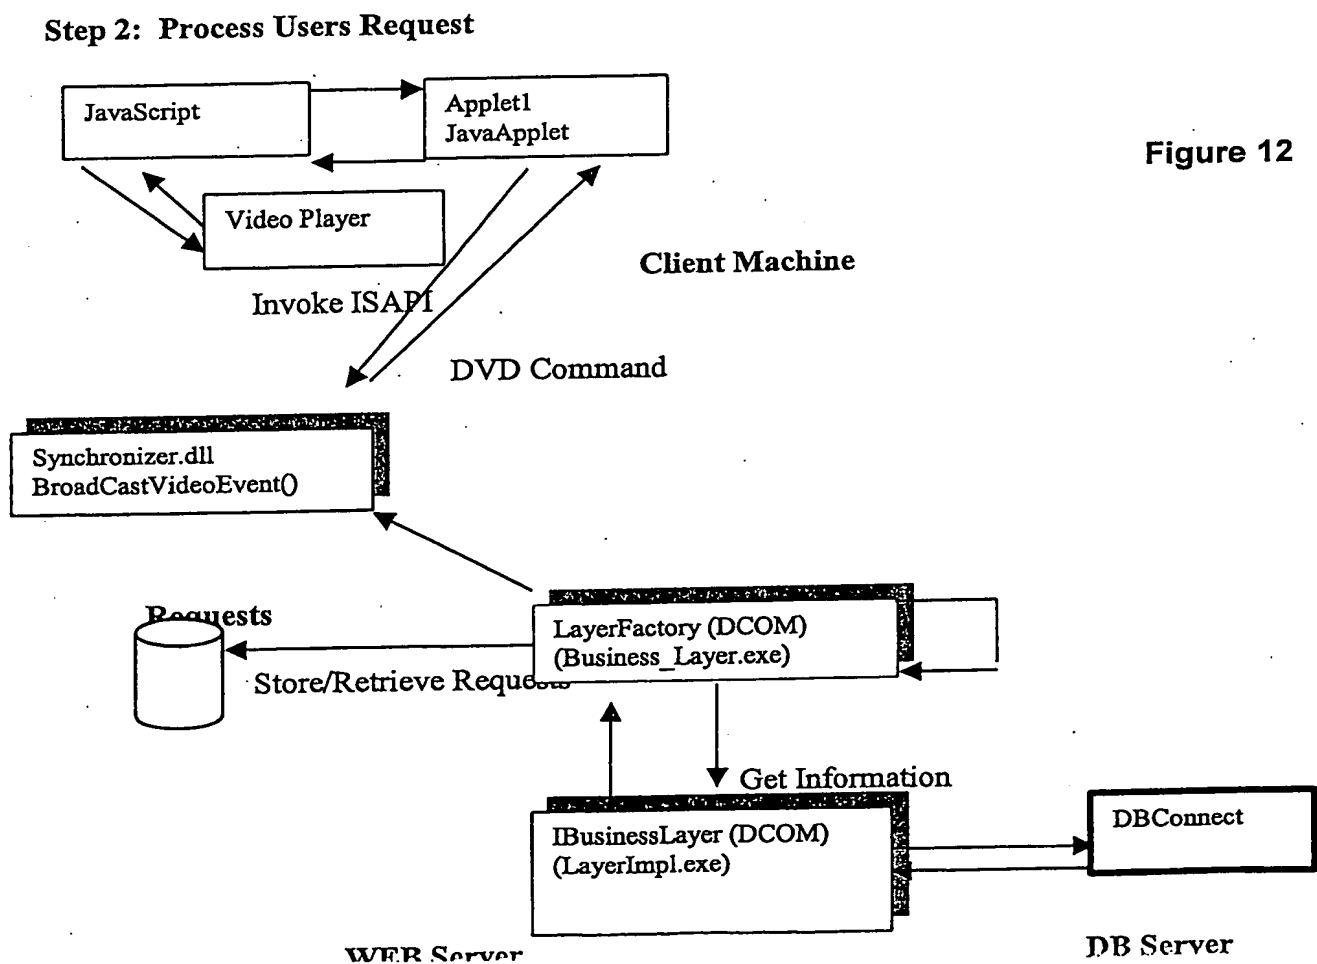 Step 2: Process Users Request
JavaScript
Applet1
JavaApplet
Figure 12
Video Player
Client Machine
Invoke ISAPI
DVD Command
Synchronizer.dll
BroadCastVideoEvent()
Requests
LayerFactory (DCOM)
(Business_Layer.exe)
Store/Retrieve Requests
Get Information
IBusinessLayer (DCOM)
(LayerImpl.exe)
DBConnect
WEB Server
DB Server